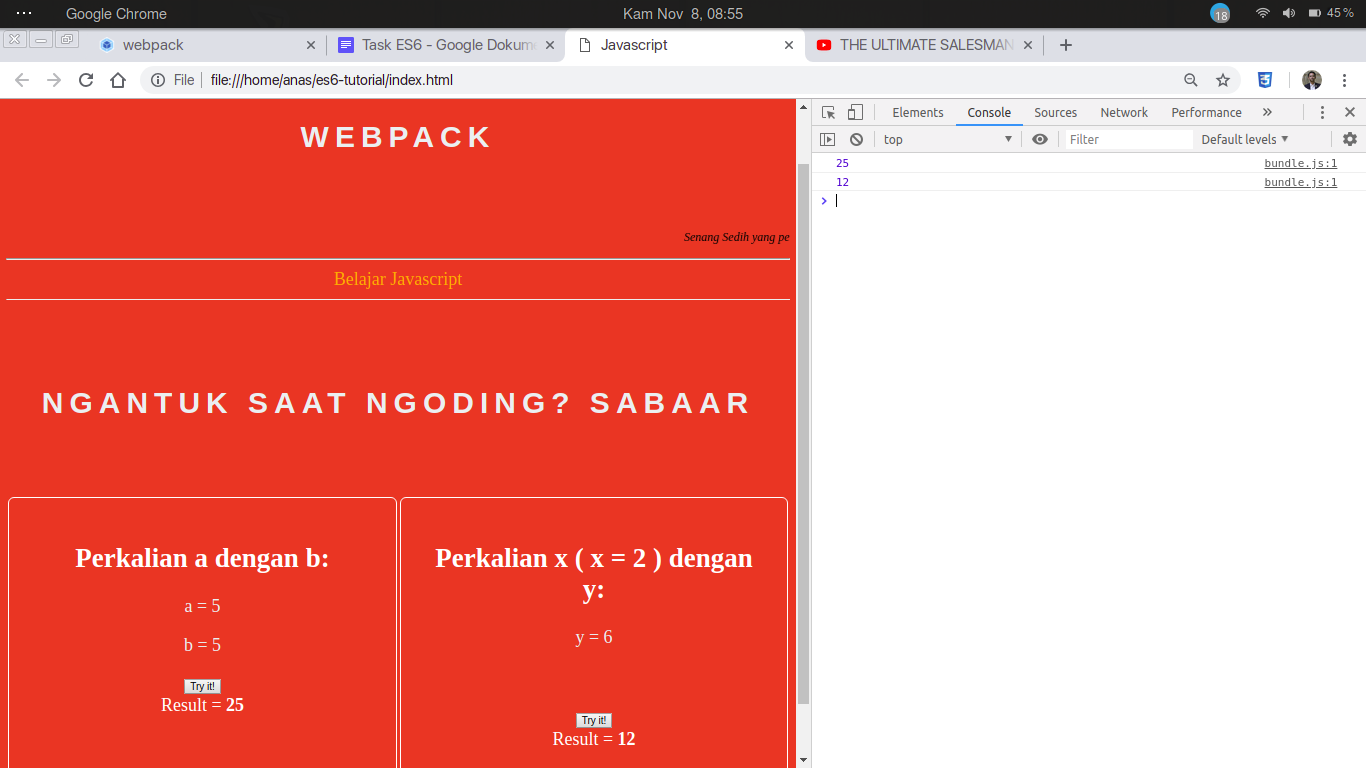 Google Chrome
Kam Nov 8, 08:55
18
45 %
webpack
Task ES6 - Google Dokum
Javascript
THE ULTIMATE SALESMAN
File
file:///home/anas/es6-tutorial/index.html
WEBPACK
Senang Sedih yang pe
Belajar Javascript
NGANTUK SAAT NGODING? SABAAR
Perkalian a dengan b:
a = 5
b = 5
Try it!
Result = 25
Perkalian x ( x = 2 ) dengan
y:
y = 6
Try it!
Result = 12
Elements
Console
Sources
Network
Performance
»
top
Filter
Default levels
25
bundle.js:1
12
bundle.js:1